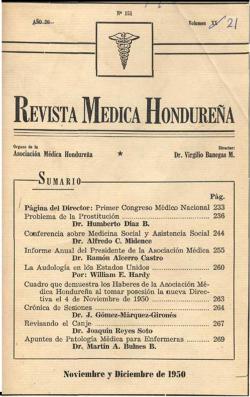 Nº 151
AÑO 20
Volumen XX
21
REVISTA MEDICA HONDUREÑA
Organo de la
Asociación Médica Hondureña
Director:
Dr. Virgilio Banegas M.
SUMARIO
Pág.
Página del Director: Primer Congreso Médico Nacional 233
Problema de la Prostitución 236
Dr. Humberto Díaz B.
Conferencia sobre Medicina Social y Asistencia Social 244
Dr. Alfredo C. Midence
Informe Anual del Presidente de la Asociación Médica 255
Dr. Ramón Alcerro Castro
La Audología en los Estados Unidos 260
Por: William E. Hardy
Cuadro que demuestra los Haberes de la Asociación Médica
Hondureña al tomar posesión la nueva Direc-
tiva el 4 de Noviembre de 1950 263
Crónica de Sesiones 264
Dr. J. Gómez-Márquez-Gironés
Revisando el Canje 267
Dr. Joaquín Reyes Soto
Apuntes de Patología Médica para Enfermeras 269
Dr. Martín A. Bulnes B.
Noviembre y Diciembre de 1950